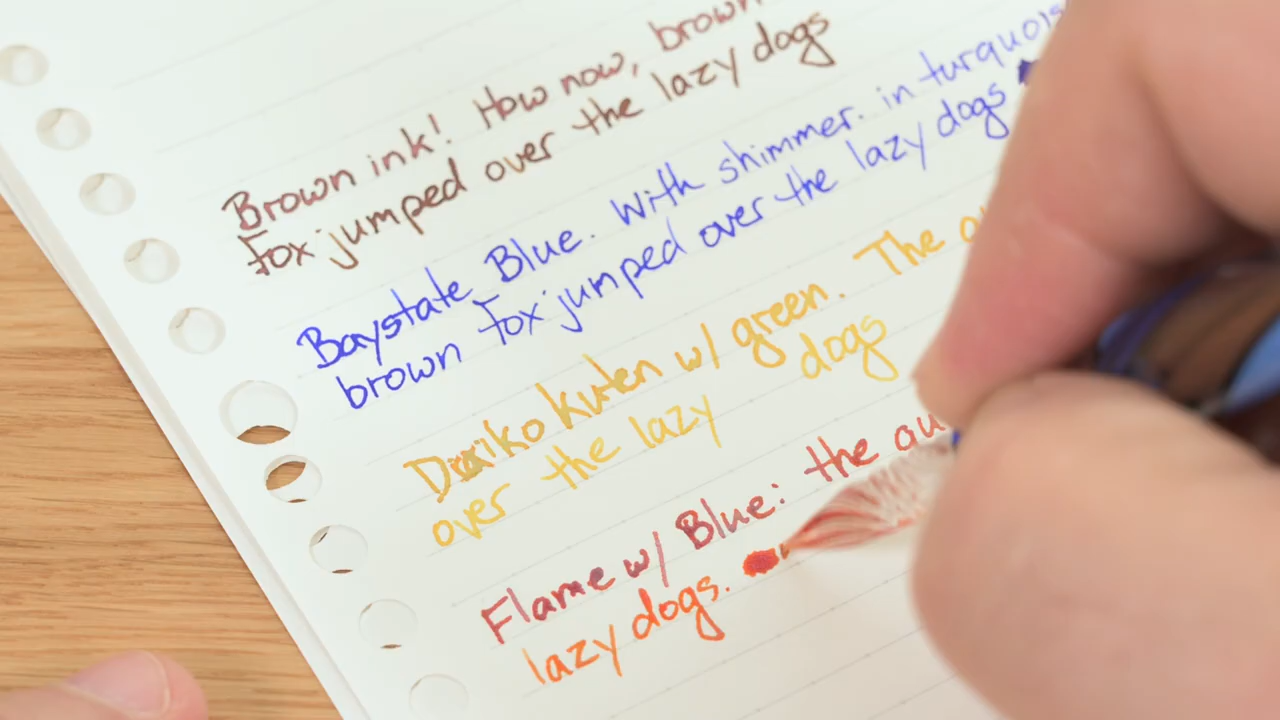 Brown ink! How now, brown
fox jumped over the lazy dogs
Baystate Blue. With shimmer. in turquois
brown fox jumped over the lazy dogs
Daiko kuten w/ green. The
over the lazy dogs
Flame w/ Blue: the
lazy dogs.